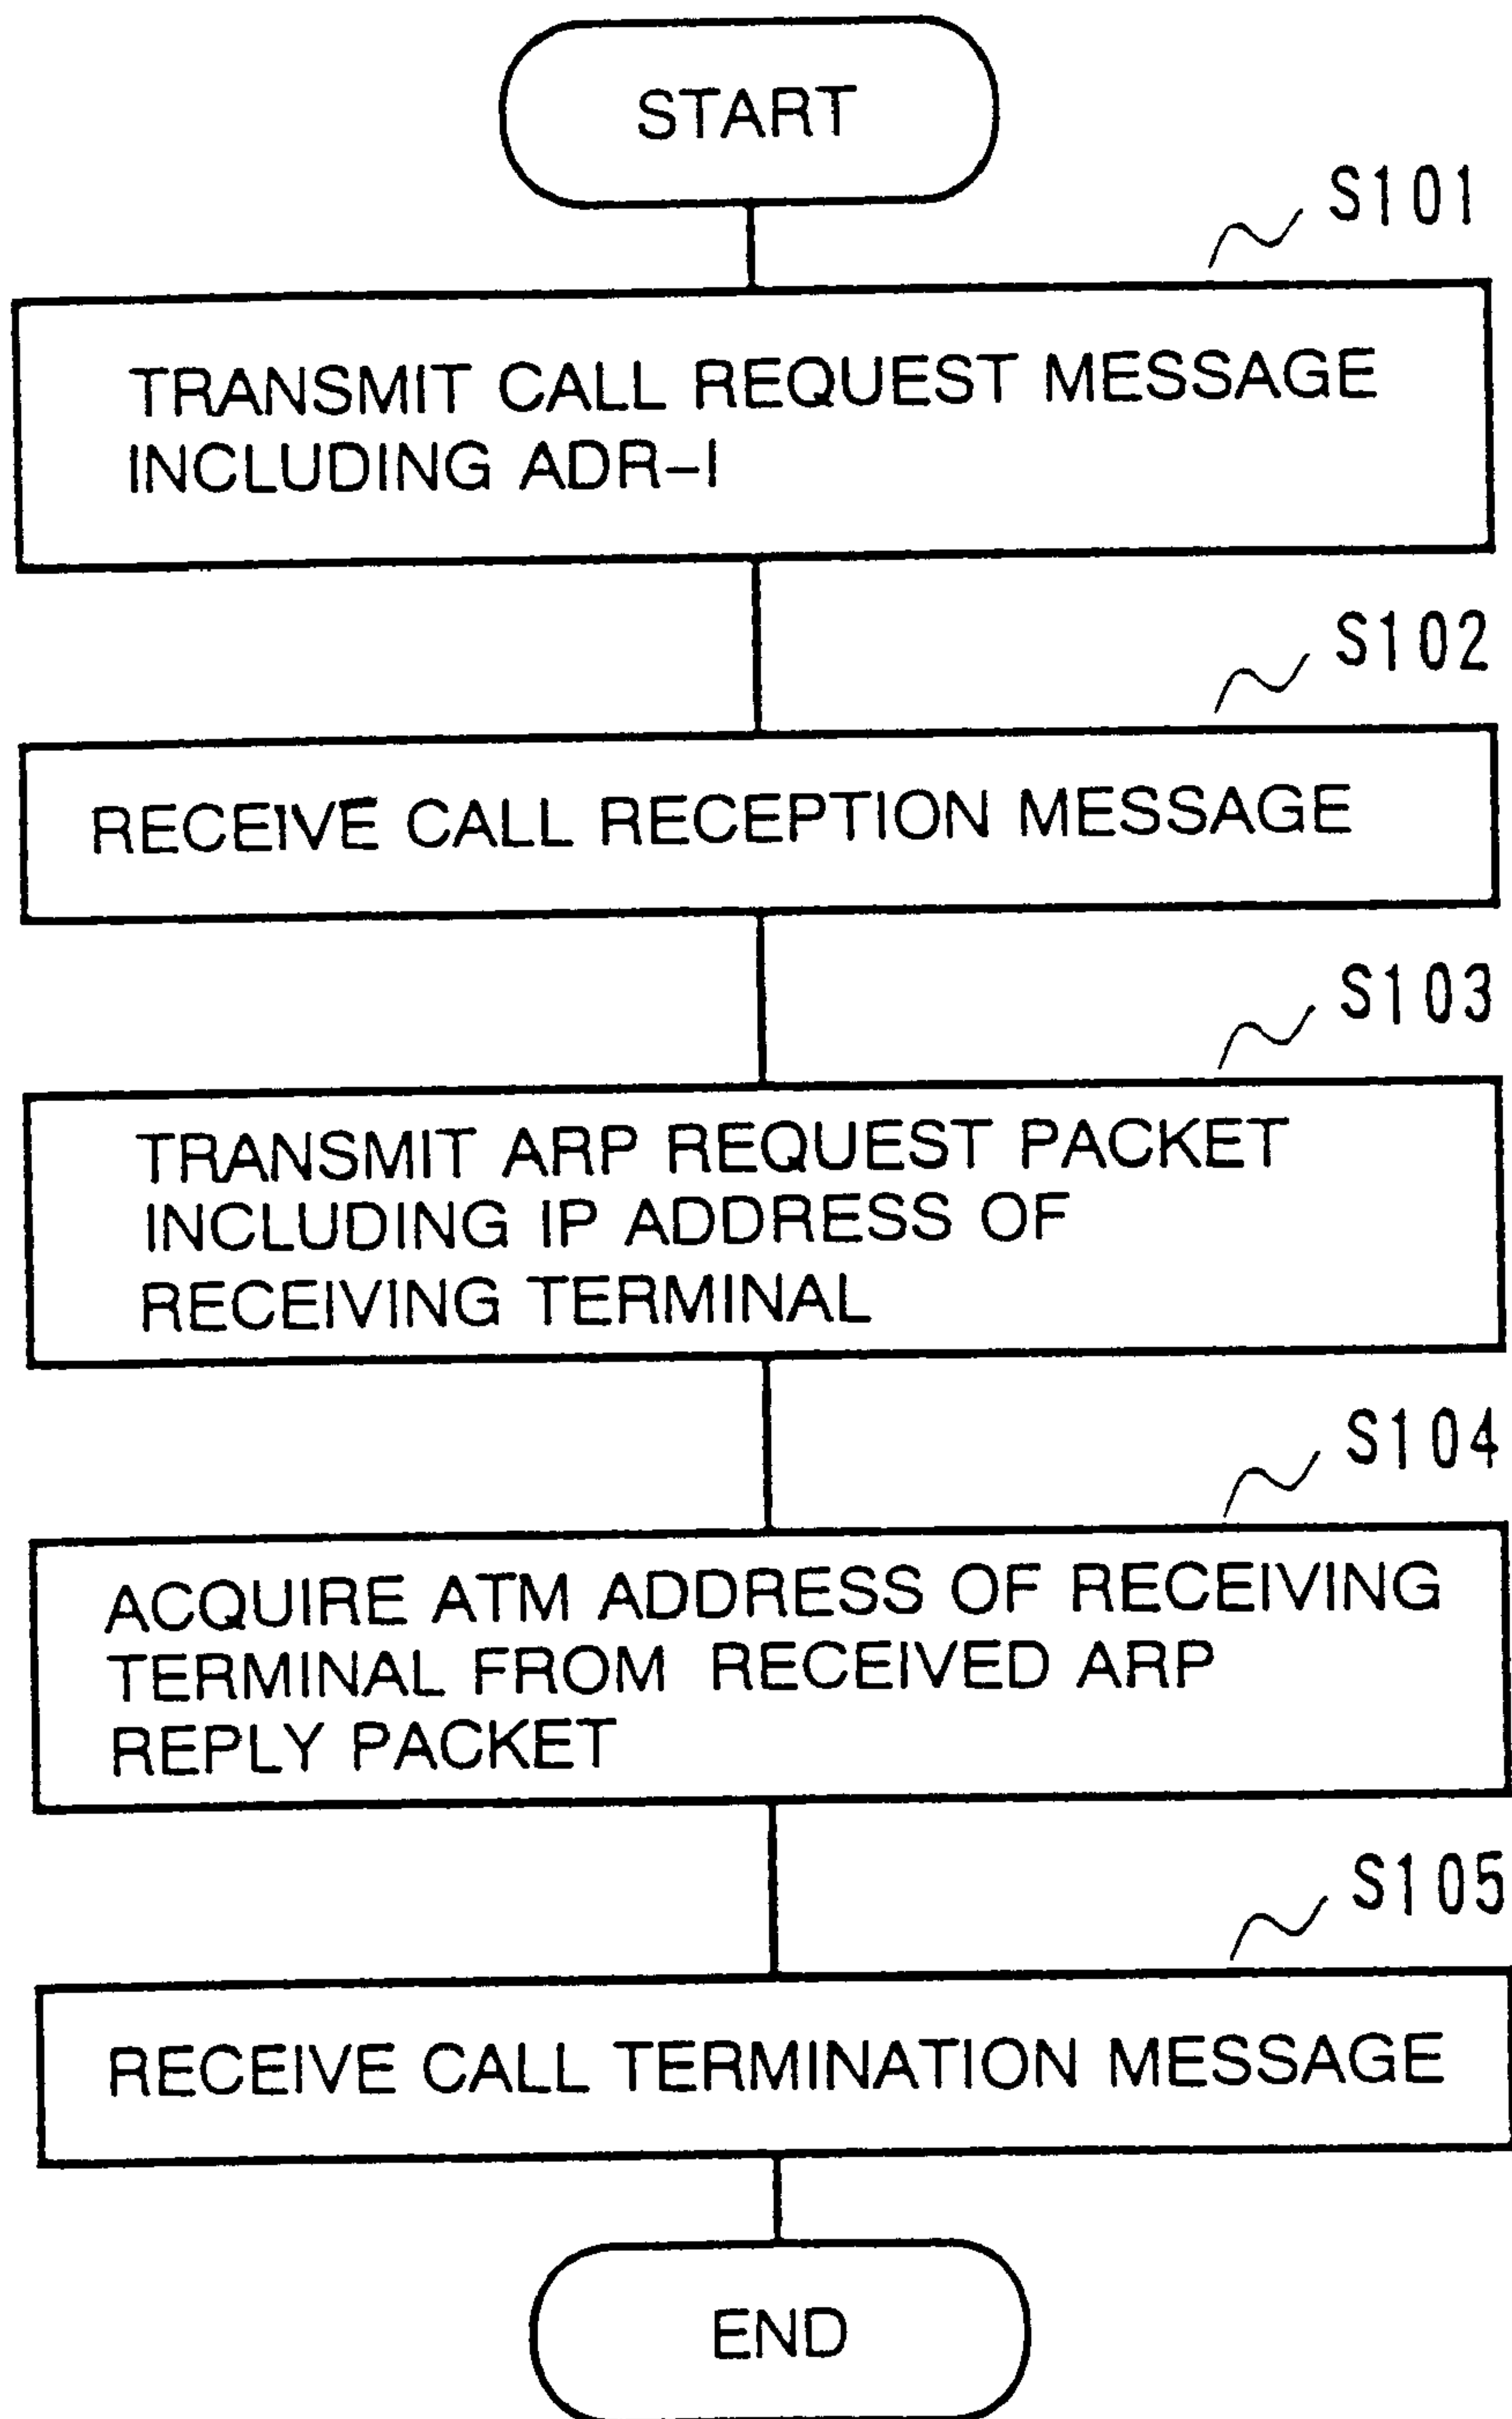 START
S101
TRANSMIT CALL REQUEST MESSAGE
INCLUDING ADR-I
S102
RECEIVE CALL RECEPTION MESSAGE
S103
TRANSMIT ARP REQUEST PACKET
INCLUDING IP ADDRESS OF
RECEIVING TERMINAL
S104
ACQUIRE ATM ADDRESS OF RECEIVING
TERMINAL FROM RECEIVED ARP
REPLY PACKET
S105
RECEIVE CALL TERMINATION MESSAGE
END